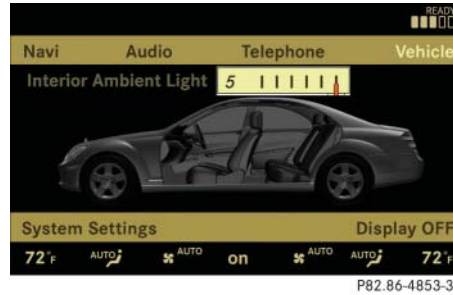 READY
Navi Audio Telephone Vehicle
Interior Ambient Light 5
System Settings Display OFF
72°F AUTO AUTO on AUTO AUTO 72°F
P82.86-4853-3